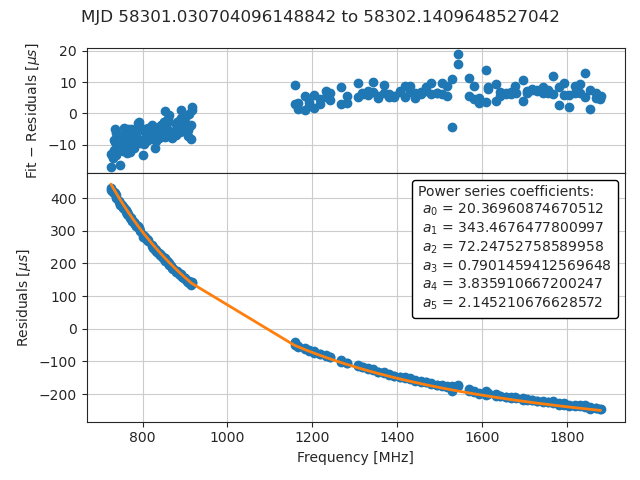 MJD 58301.030704096148842 to 58302.1409648527042
Fit − Residuals [μs]
20
10
0
−10
Residuals [μs]
400
300
200
100
0
−100
−200
Power series coefficients:
a0 = 20.36960874670512
a1 = 343.4676477800997
a2 = 72.24752758589958
a3 = 0.7901459412569648
a4 = 3.835910667200247
a5 = 2.145210676628572
800 1000 1200 1400 1600 1800
Frequency [MHz]